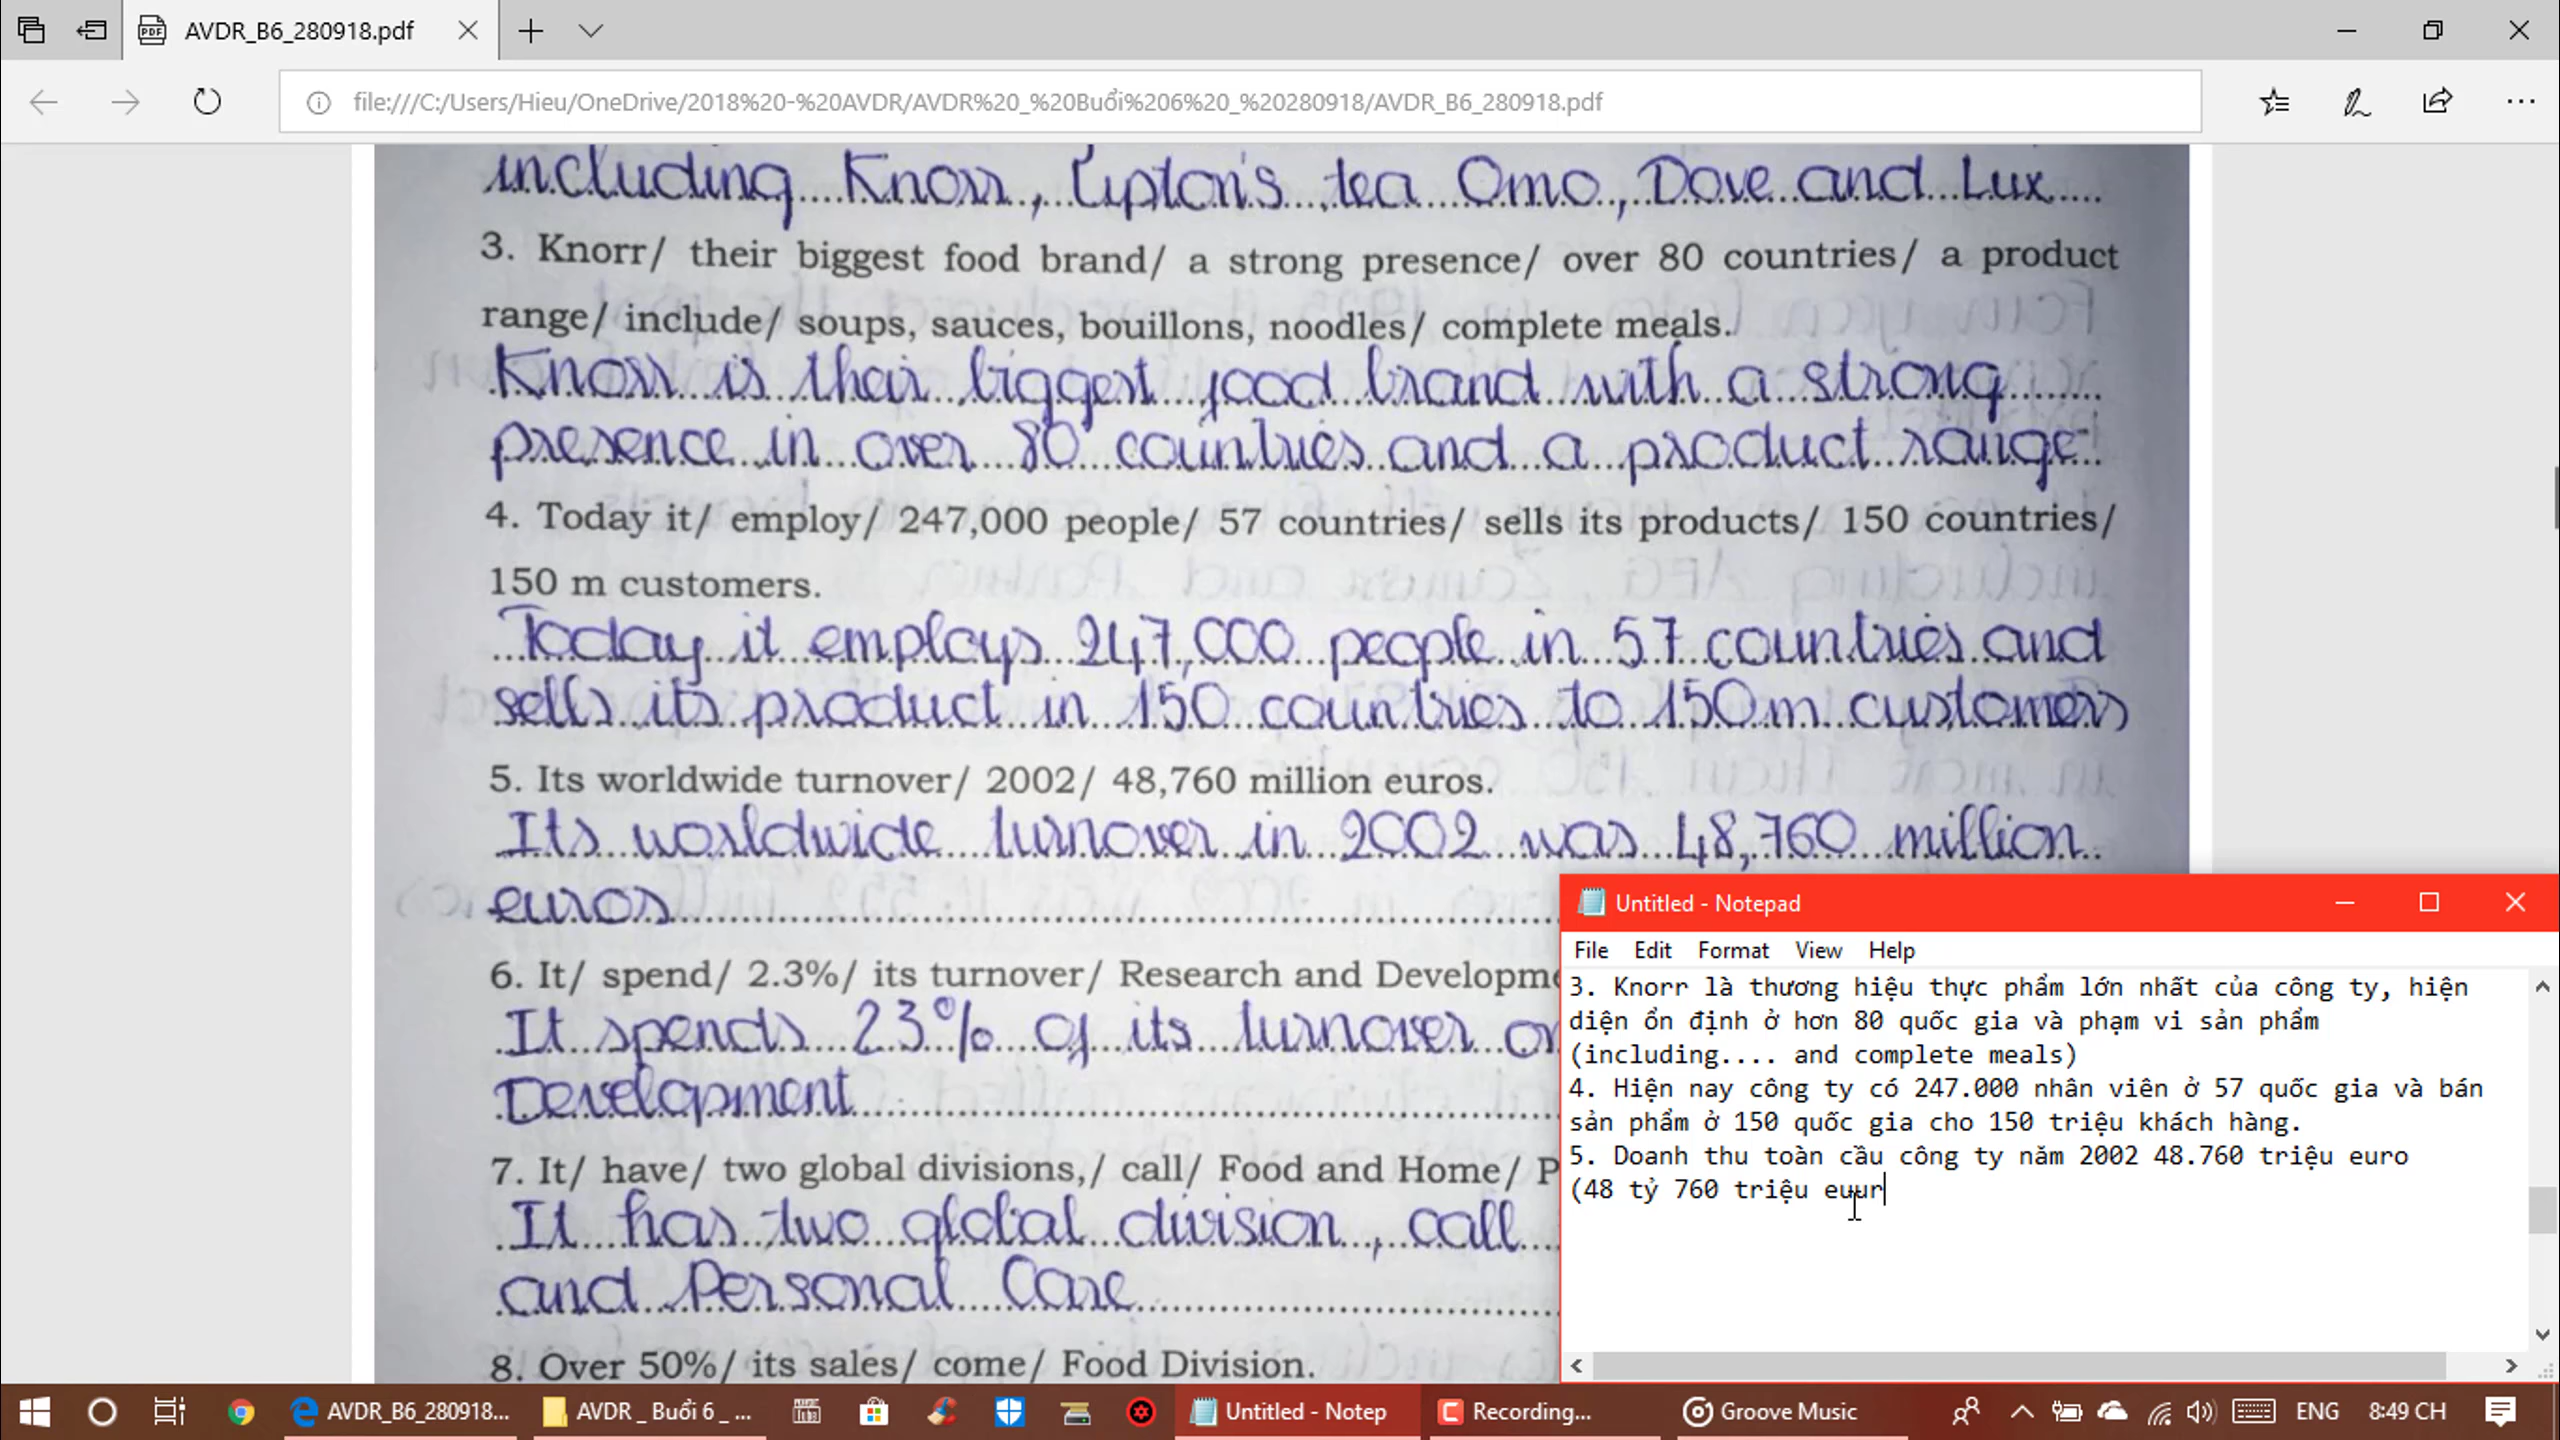 AVDR_B6_280918.pdf
file:///C:/Users/Hieu/OneDrive/2018%20-%20AVDR/AVDR%20_%20Buổi%206%20_%20280918/AVDR_B6_280918.pdf
including Knorr, Lipton's tea Omo, Dove and Lux
3. Knorr/ their biggest food brand/ a strong presence/ over 80 countries/ a product
range/ include/ soups, sauces, bouillons, noodles/ complete meals.
Knorr is their biggest food brand with a strong
presence in over 80 countries and a product range
4. Today it/ employ/ 247,000 people/ 57 countries/ sells its products/ 150 countries/
150 m customers.
Today it employs 247,000 people in 57 countries and
sells its product in 150 countries to 150m customers
5. Its worldwide turnover/ 2002/ 48,760 million euros.
Its worldwide turnover in 2002 was 48,760 million
euros
6. It/ spend/ 2.3%/ its turnover/ Research and Developme
It spends 23% of its turnover on
Development
7. It/ have/ two global divisions,/ call/ Food and Home/ P
It has two global division, call
and Personal Care
8. Over 50%/ its sales/ come/ Food Division.
Untitled - Notepad
File Edit Format View Help
3. Knorr là thương hiệu thực phẩm lớn nhất của công ty, hiện
diện ổn định ở hơn 80 quốc gia và phạm vi sản phẩm
(including.... and complete meals)
4. Hiện nay công ty có 247.000 nhân viên ở 57 quốc gia và bán
sản phẩm ở 150 quốc gia cho 150 triệu khách hàng.
5. Doanh thu toàn cầu công ty năm 2002 48.760 triệu euro
(48 tỷ 760 triệu euur
AVDR_B6_280918... AVDR _ Buổi 6 _ ... Untitled - Notep Recording... Groove Music ENG 8:49 CH